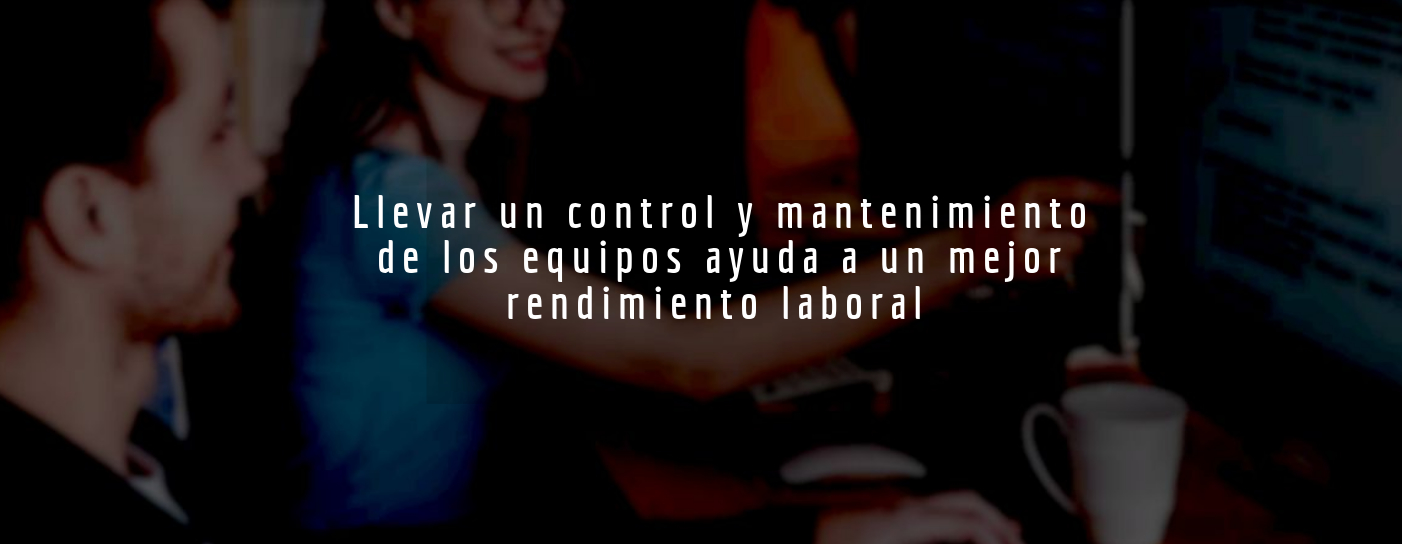 Llevar un control y mantenimiento
de los equipos ayuda a un mejor
rendimiento laboral